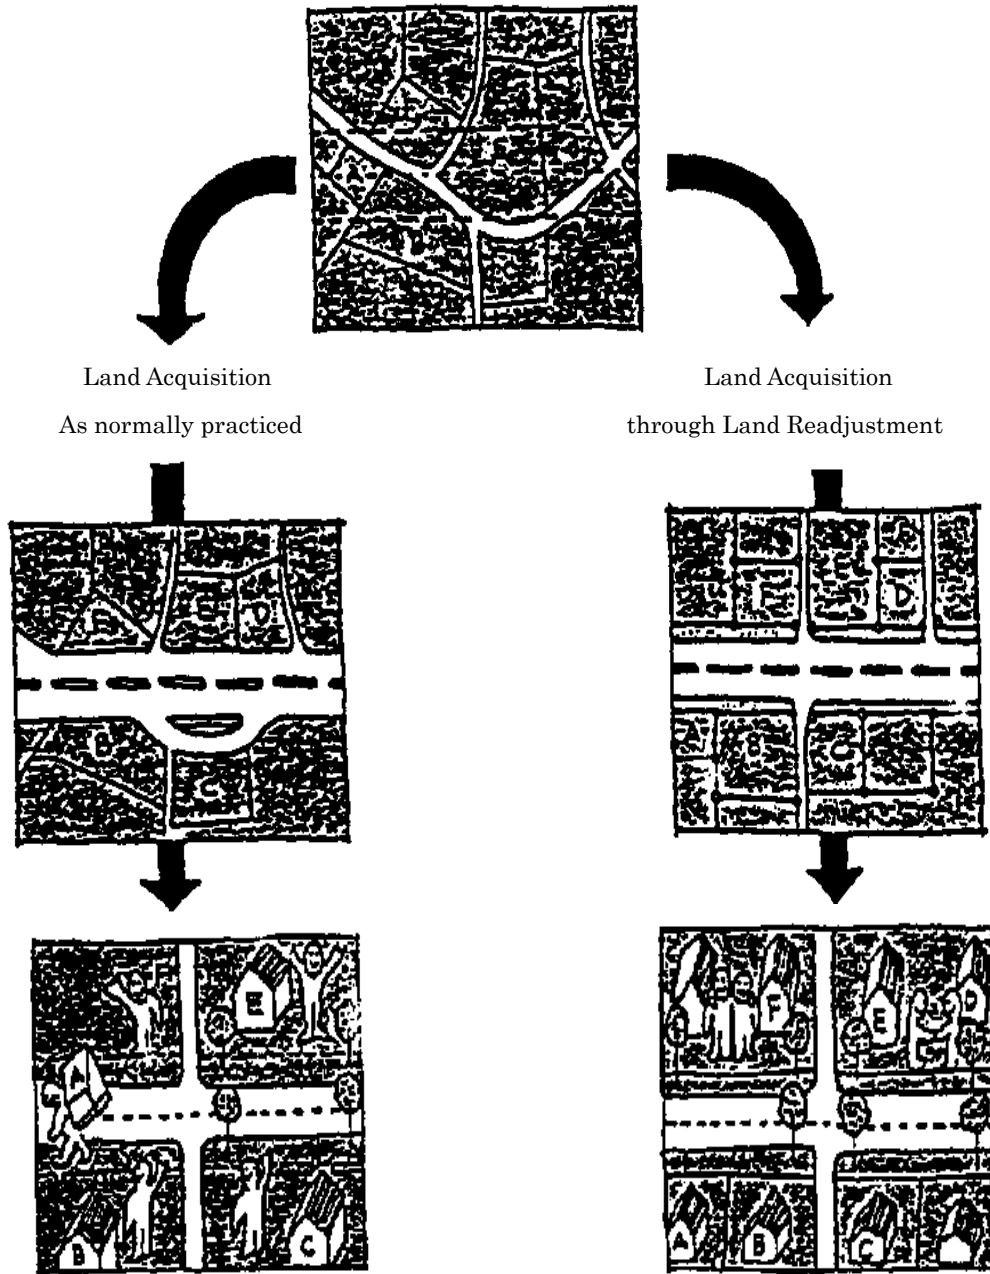 Land Acquisition
As normally practiced
Land Acquisition
through Land Readjustment
E
D
B
C
F
D
A
B
C
E
A
B
C
F
E
D
A
B
C